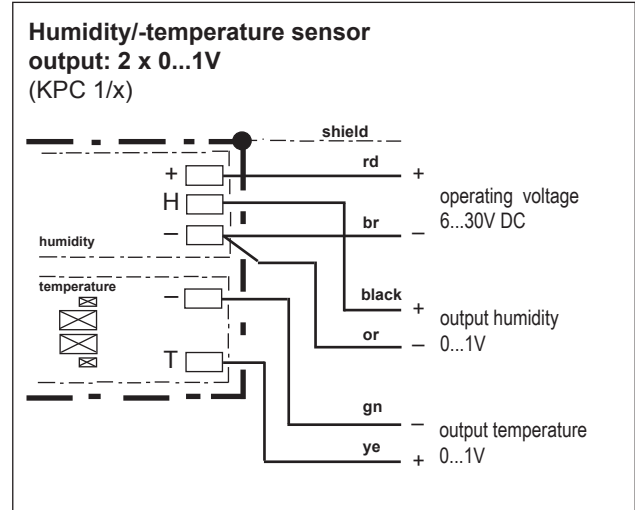 Humidity/-temperature sensor
output: 2 x 0...1V
(KPC 1/x)
shield
rd
+ +
H
operating voltage
6...30V DC
br
– –
humidity
temperature
–
black
+
output humidity
or
– 0...1V
T
gn
–
output temperature
ye
+ 0...1V